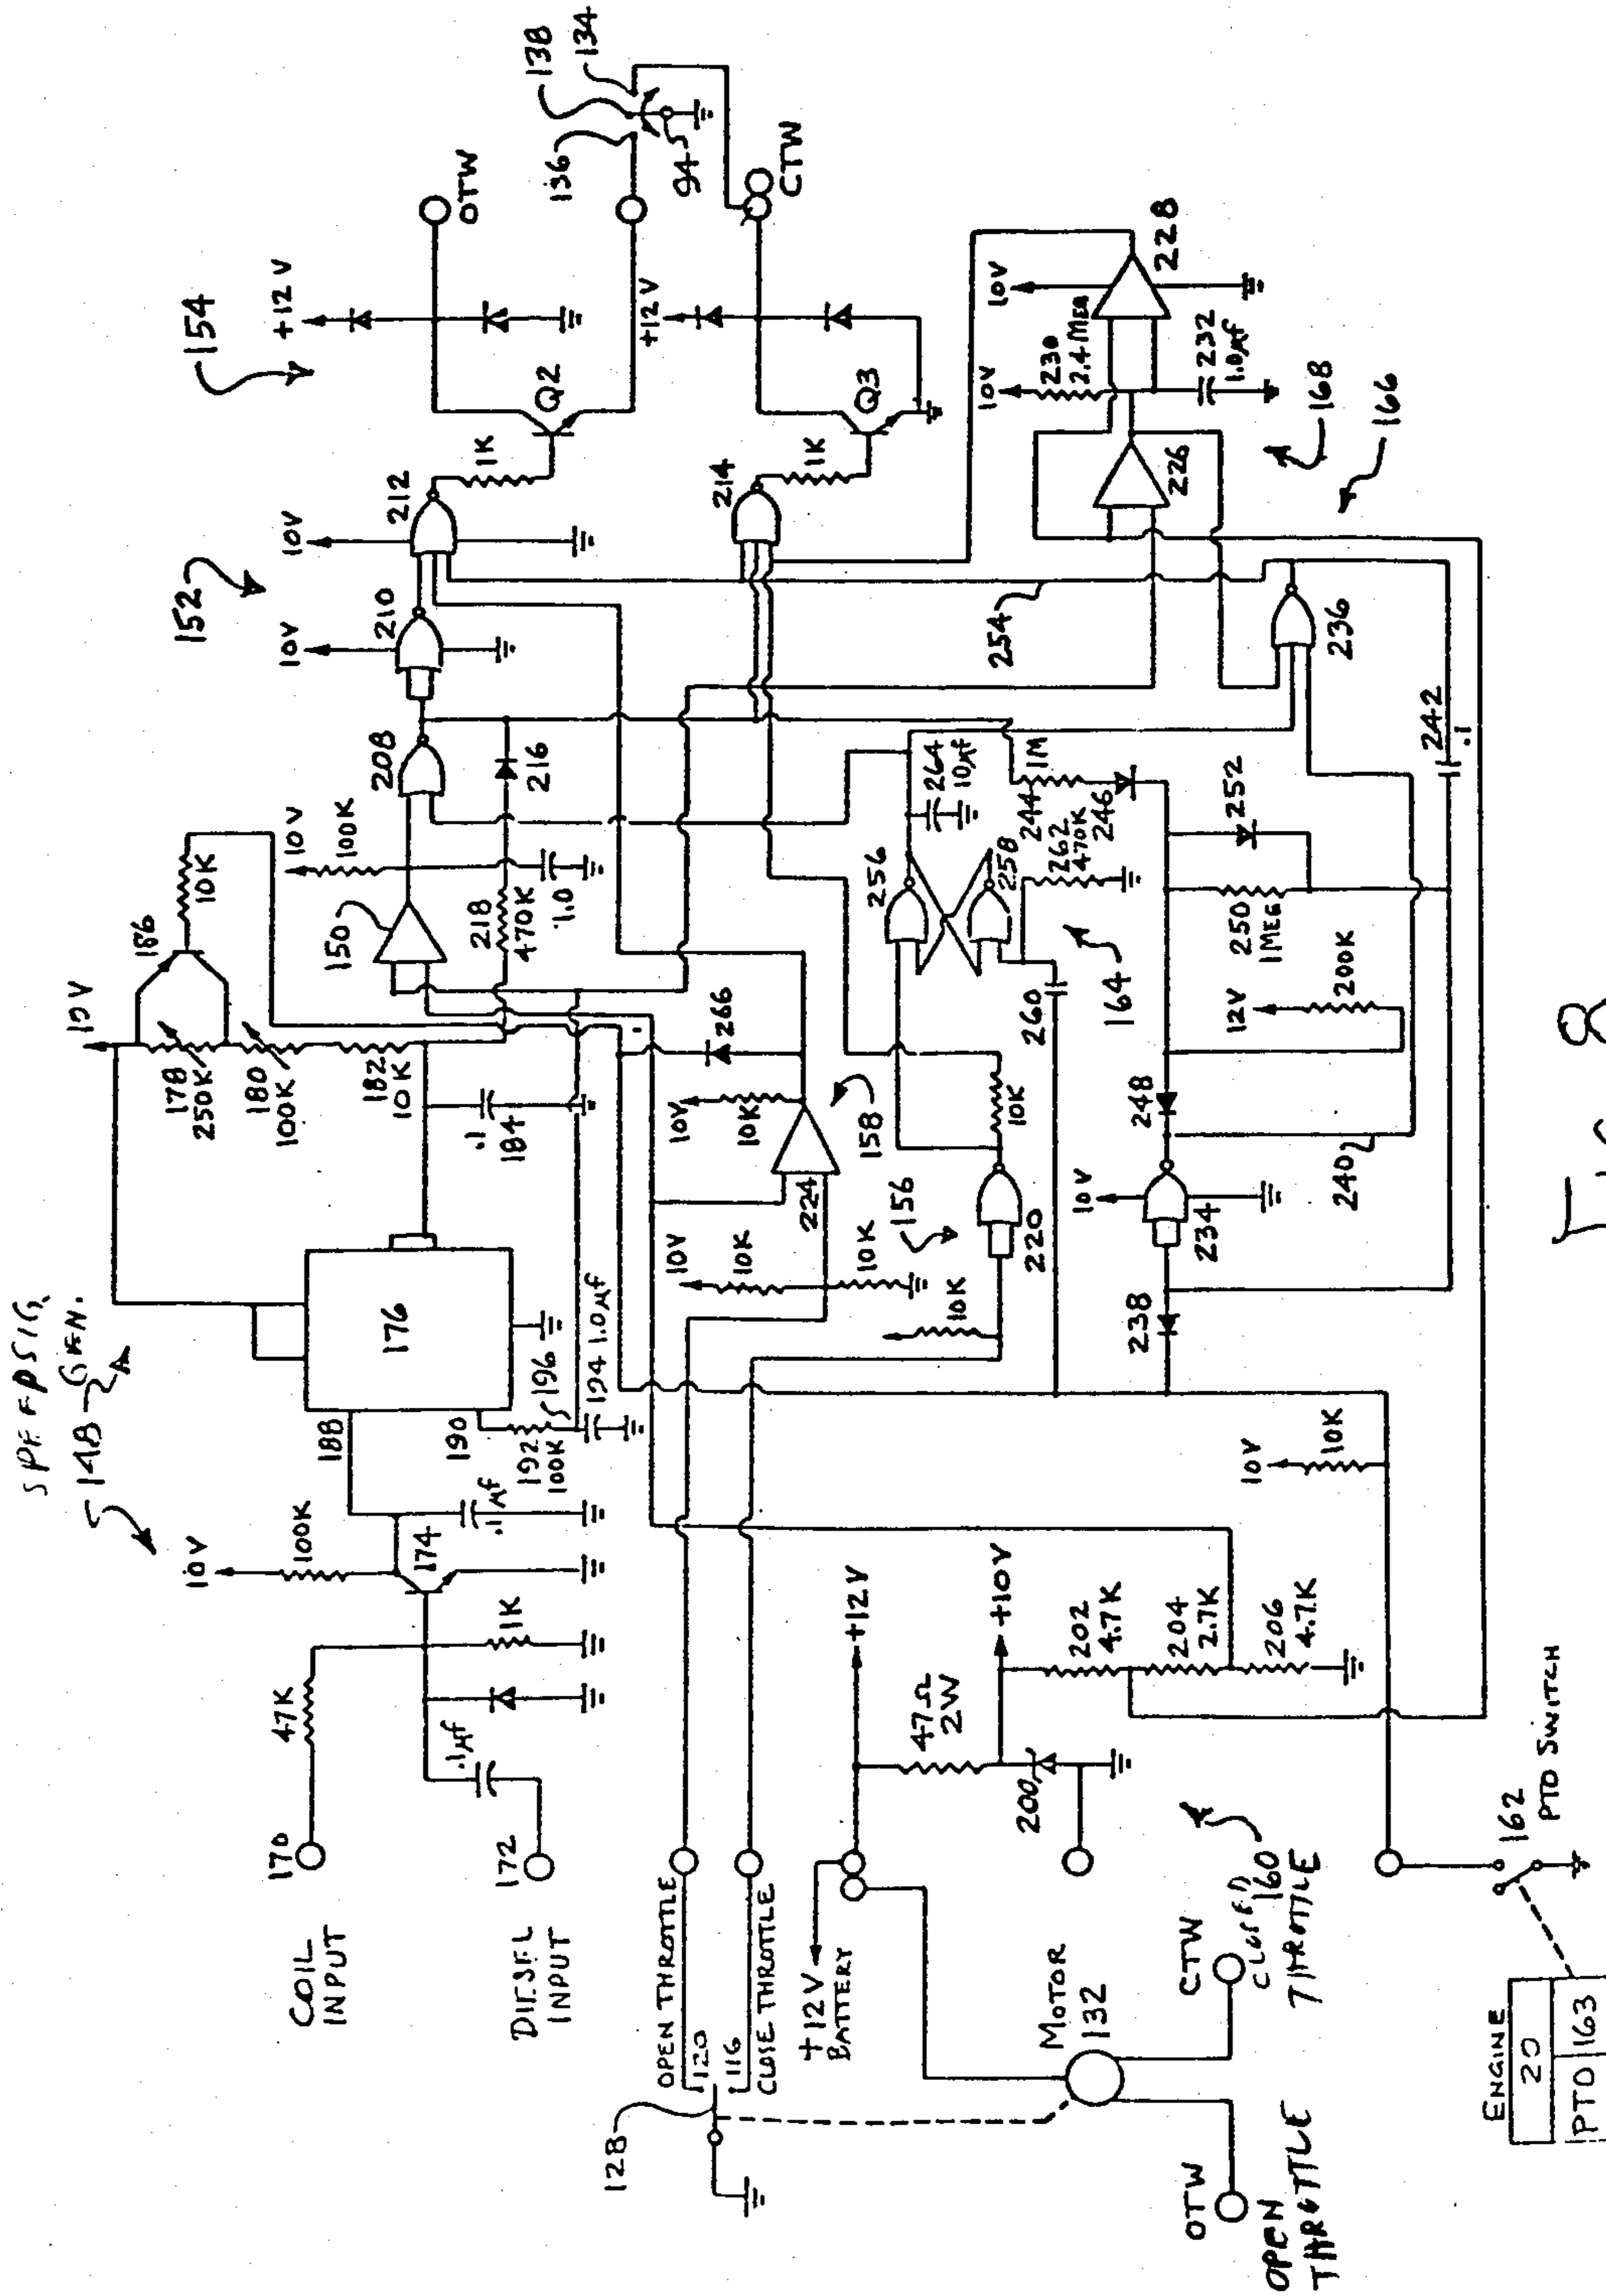 SPEED SIG.
GEN.
148
COIL
INPUT
170
47K
DIESEL
INPUT
172
.1µf
1K
10V
100K
174
.1µf
188
190
176
192
100K
196
194 1.0µf
10V
178
250K
180
100K
182
10K
.1
184
186
10K
150
10V
100K
1.0
218
470K
216
208
152
10V
210
10V
212
1K
Q2
154
+12V
OTW
136
138
134
94
+12V
CTW
214
1K
Q3
OPEN THROTTLE
120
116
CLOSE THROTTLE
128
10V
10K
10K
224
10V
10K
158
266
156
10K
220
10K
256
258
264
10µf
260
262
470K
164
244
1M
246
254
226
10V
230
2.4 MEG
232
1.0µf
10V
228
168
166
236
238
10V
234
248
240
12V
200K
250
1MEG
252
242
.1
+12V
BATTERY
+12V
47Ω
2W
200
+10V
202
4.7K
204
2.7K
206
4.7K
160
10V
10K
MOTOR
132
OTW
OPEN
THROTTLE
CTW
CLOSED
THROTTLE
162
PTO SWITCH
ENGINE
20
PTO 163